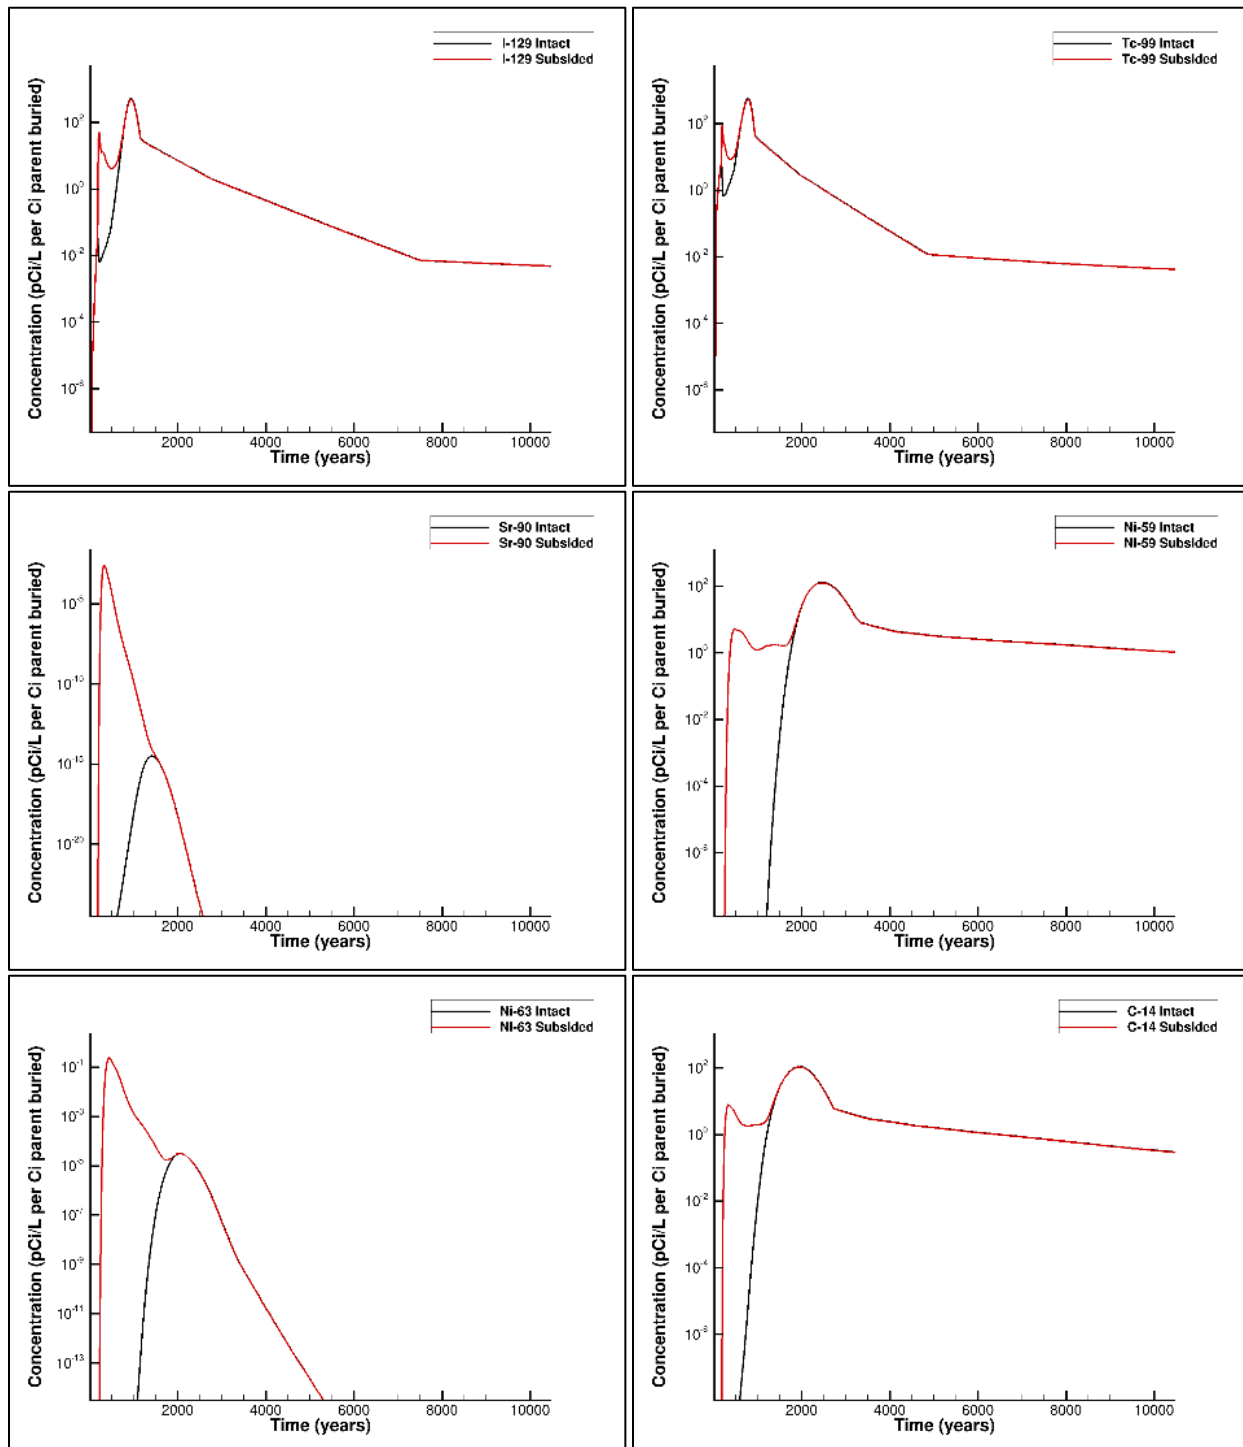 I-129 Intact
I-129 Subsided
Concentration (pCi/L per Ci parent buried)
10²
10⁰
10⁻²
10⁻⁴
10⁻⁶
2000 4000 6000 8000 10000
Time (years)
Tc-99 Intact
Tc-99 Subsided
Concentration (pCi/L per Ci parent buried)
10²
10⁰
10⁻²
10⁻⁴
10⁻⁶
2000 4000 6000 8000 10000
Time (years)
Sr-90 Intact
Sr-90 Subsided
Concentration (pCi/L per Ci parent buried)
10⁻⁵
10⁻¹⁰
10⁻¹⁵
10⁻²⁰
2000 4000 6000 8000 10000
Time (years)
Ni-59 Intact
Ni-59 Subsided
Concentration (pCi/L per Ci parent buried)
10²
10⁰
10⁻²
10⁻⁴
10⁻⁶
2000 4000 6000 8000 10000
Time (years)
Ni-63 Intact
Ni-63 Subsided
Concentration (pCi/L per Ci parent buried)
10⁻¹
10⁻³
10⁻⁵
10⁻⁷
10⁻⁹
10⁻¹¹
10⁻¹³
2000 4000 6000 8000 10000
Time (years)
C-14 Intact
C-14 Subsided
Concentration (pCi/L per Ci parent buried)
10²
10⁰
10⁻²
10⁻⁴
10⁻⁶
2000 4000 6000 8000 10000
Time (years)